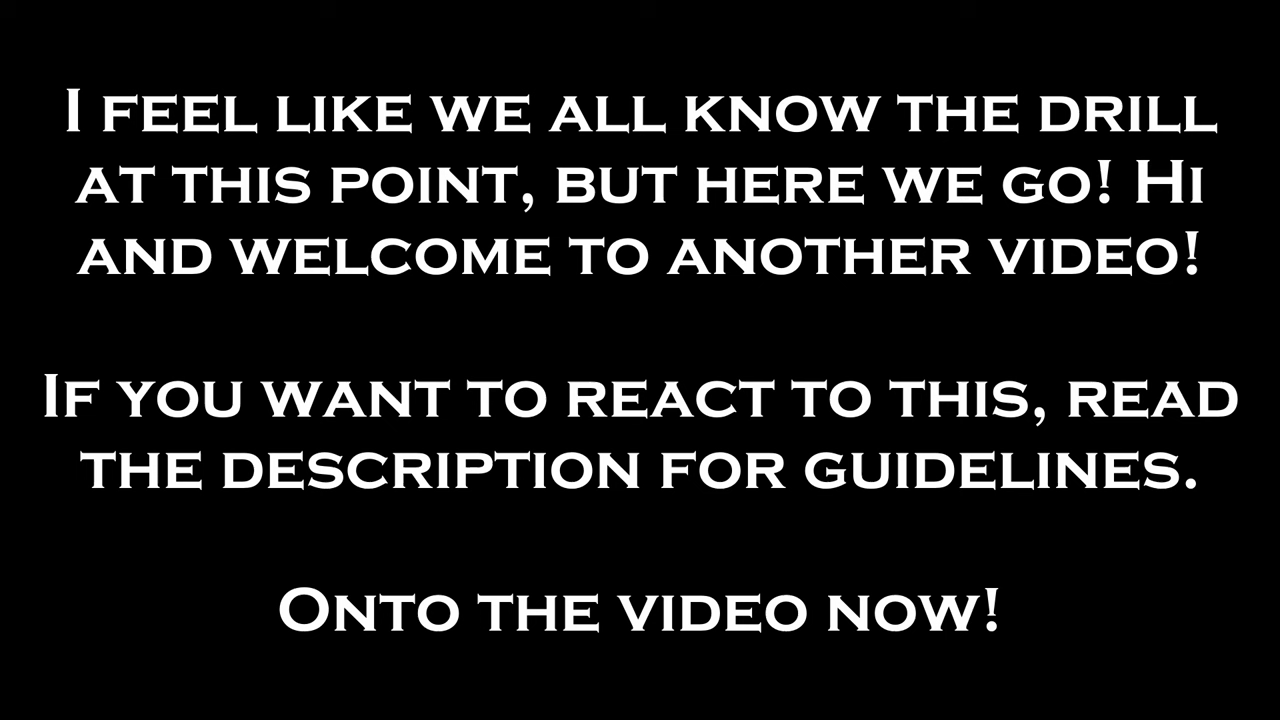 I feel like we all know the drill
at this point, but here we go! Hi
and welcome to another video!
If you want to react to this, read
the description for guidelines.
Onto the video now!